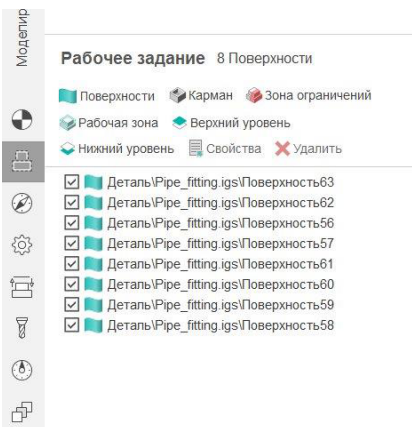 Моделир
Рабочее задание 8 Поверхности
Поверхности Карман Зона ограничений
Рабочая зона Верхний уровень
Нижний уровень Свойства Удалить
Деталь\Pipe_fitting.igs\Поверхность63
Деталь\Pipe_fitting.igs\Поверхность62
Деталь\Pipe_fitting.igs\Поверхность56
Деталь\Pipe_fitting.igs\Поверхность57
Деталь\Pipe_fitting.igs\Поверхность61
Деталь\Pipe_fitting.igs\Поверхность60
Деталь\Pipe_fitting.igs\Поверхность59
Деталь\Pipe_fitting.igs\Поверхность58